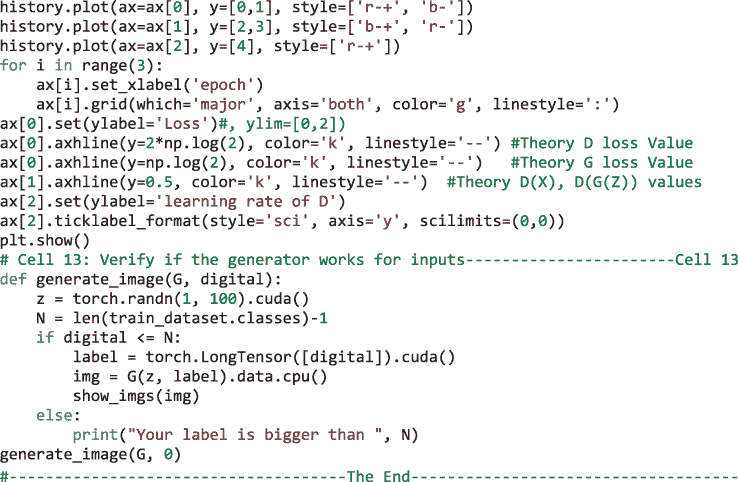 history.plot(ax=ax[0], y=[0,1], style=['r-+', 'b-'])
history.plot(ax=ax[1], y=[2,3], style=['b-+', 'r-'])
history.plot(ax=ax[2], y=[4], style=['r-+'])
for i in range(3):
    ax[i].set_xlabel('epoch')
    ax[i].grid(which='major', axis='both', color='g', linestyle=':')
ax[0].set(ylabel='Loss')#, ylim=[0,2])
ax[0].axhline(y=2*np.log(2), color='k', linestyle='--') #Theory D loss Value
ax[0].axhline(y=np.log(2), color='k', linestyle='--')   #Theory G loss Value
ax[1].axhline(y=0.5, color='k', linestyle='--')  #Theory D(X), D(G(Z)) values
ax[2].set(ylabel='learning rate of D')
ax[2].ticklabel_format(style='sci', axis='y', scilimits=(0,0))
plt.show()
# Cell 13: Verify if the generator works for inputs-----------------------Cell 13
def generate_image(G, digital):
    z = torch.randn(1, 100).cuda()
    N = len(train_dataset.classes)-1
    if digital <= N:
        label = torch.LongTensor([digital]).cuda()
        img = G(z, label).data.cpu()
        show_imgs(img)
    else:
        print("Your label is bigger than ", N)
generate_image(G, 0)
#-------------------------------------The End------------------------------------